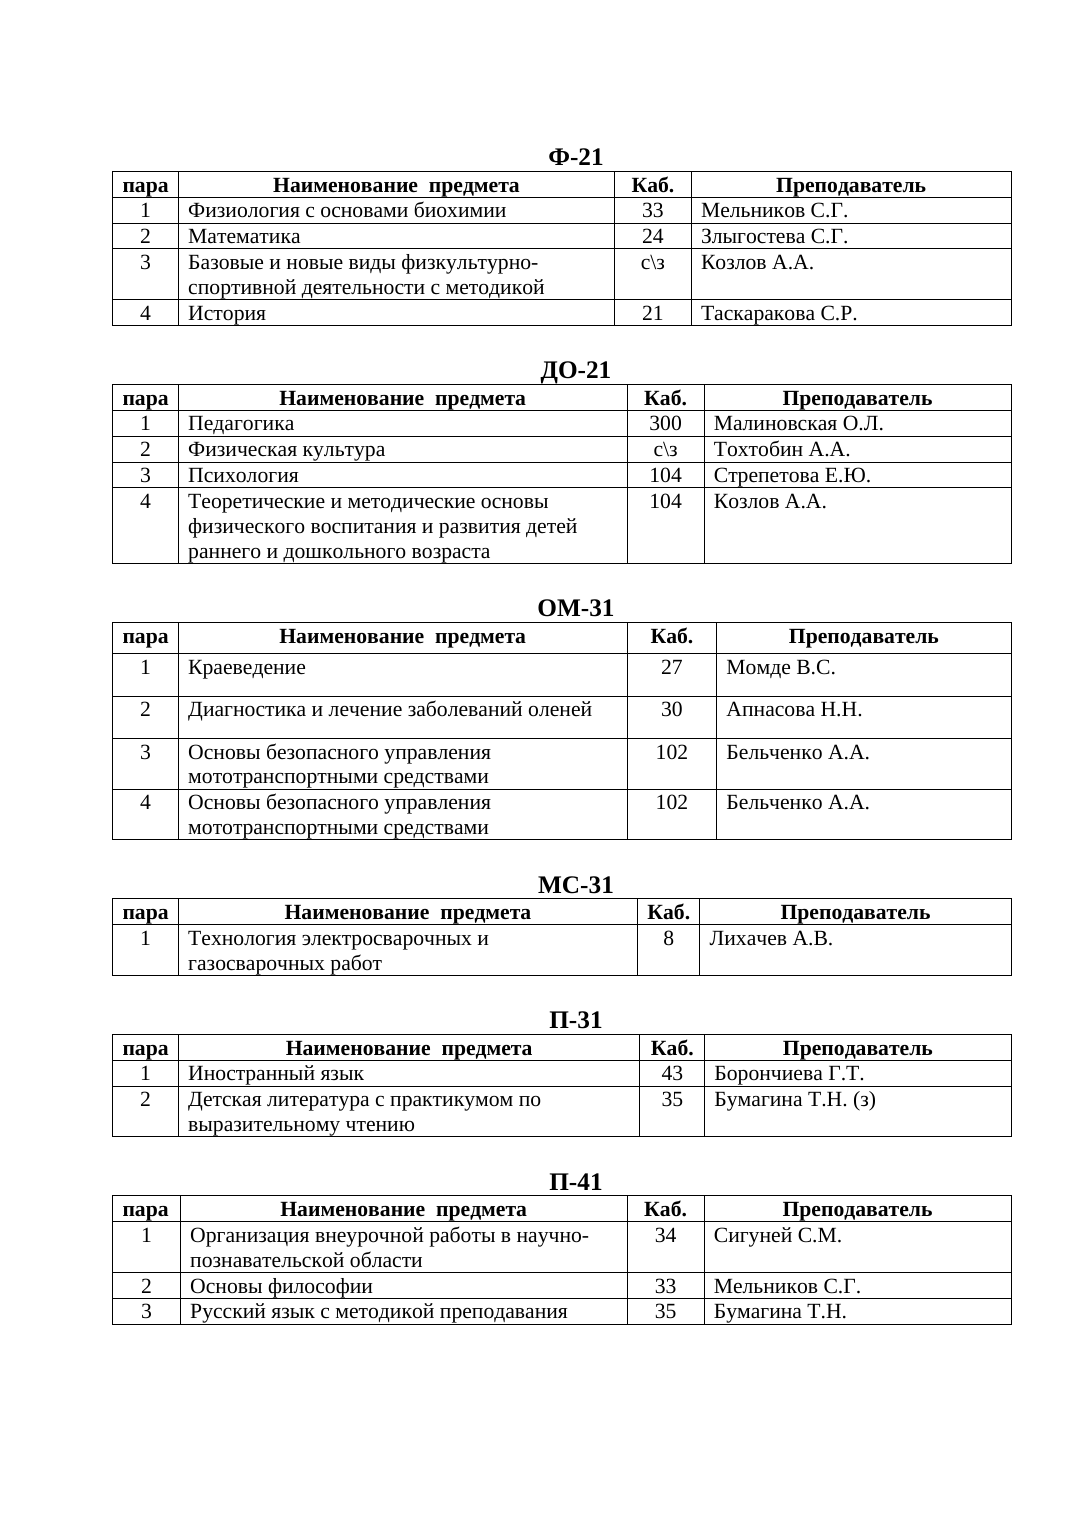 Ф-21
пара Наименование предмета Каб. Преподаватель
1 Физиология с основами биохимии 33 Мельников С.Г.
2 Математика 24 Злыгостева С.Г.
3 Базовые и новые виды физкультурно- с\з Козлов А.А.
спортивной деятельности с методикой
4 История 21 Таскаракова С.Р.
ДО-21
пара Наименование предмета Каб. Преподаватель
1 Педагогика 300 Малиновская О.Л.
2 Физическая культура с\з Тохтобин А.А.
3 Психология 104 Стрепетова Е.Ю.
4 Теоретические и методические основы 104 Козлов А.А.
физического воспитания и развития детей
раннего и дошкольного возраста
ОМ-31
пара Наименование предмета Каб. Преподаватель
1 Краеведение 27 Момде В.С.
2 Диагностика и лечение заболеваний оленей 30 Апнасова Н.Н.
3 Основы безопасного управления 102 Бельченко А.А.
мототранспортными средствами
4 Основы безопасного управления 102 Бельченко А.А.
мототранспортными средствами
МС-31
пара Наименование предмета Каб. Преподаватель
1 Технология электросварочных и 8 Лихачев А.В.
газосварочных работ
П-31
пара Наименование предмета Каб. Преподаватель
1 Иностранный язык 43 Борончиева Г.Т.
2 Детская литература с практикумом по 35 Бумагина Т.Н. (з)
выразительному чтению
П-41
пара Наименование предмета Каб. Преподаватель
1 Организация внеурочной работы в научно- 34 Сигуней С.М.
познавательской области
2 Основы философии 33 Мельников С.Г.
3 Русский язык с методикой преподавания 35 Бумагина Т.Н.